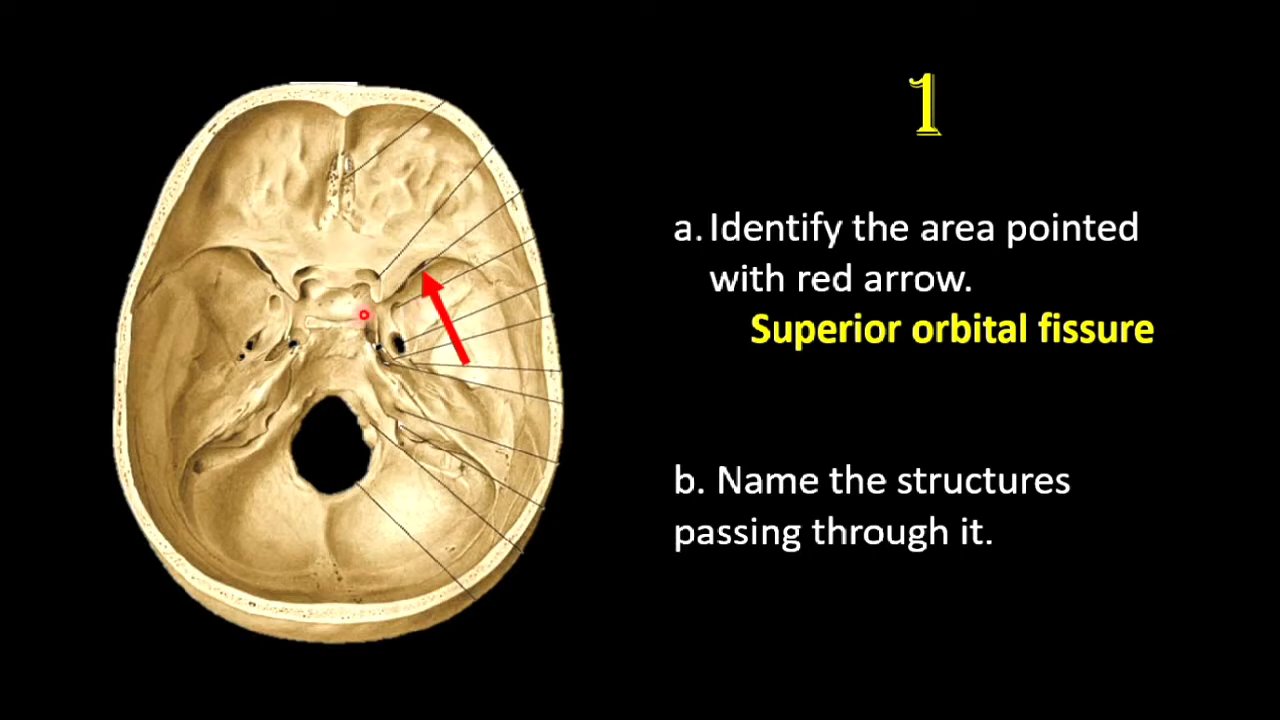 1
a. Identify the area pointed
with red arrow.
Superior orbital fissure
b. Name the structures
passing through it.